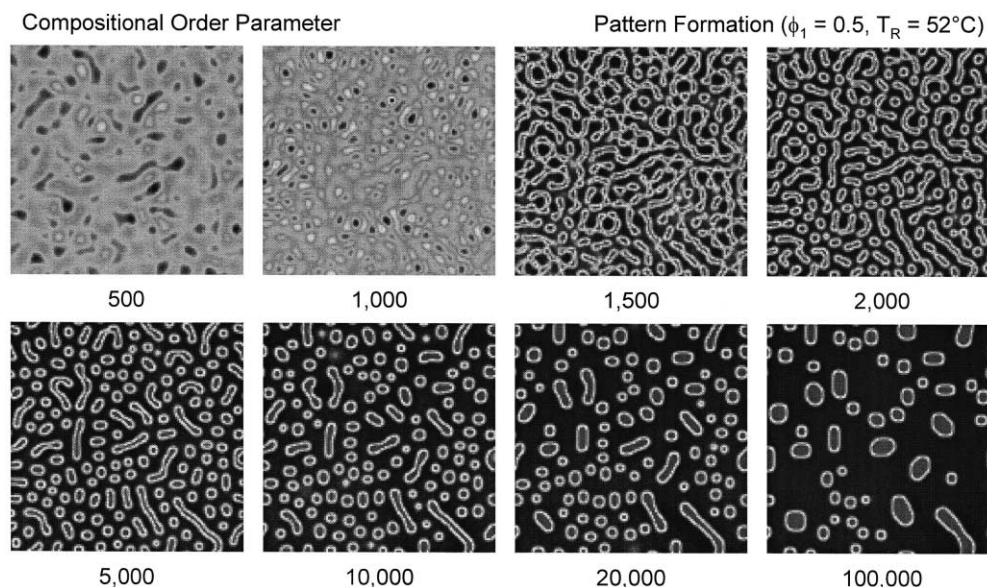 Compositional Order Parameter
Pattern Formation (ϕ₁ = 0.5, T_R = 52°C)
500 1,000 1,500 2,000
5,000 10,000 20,000 100,000